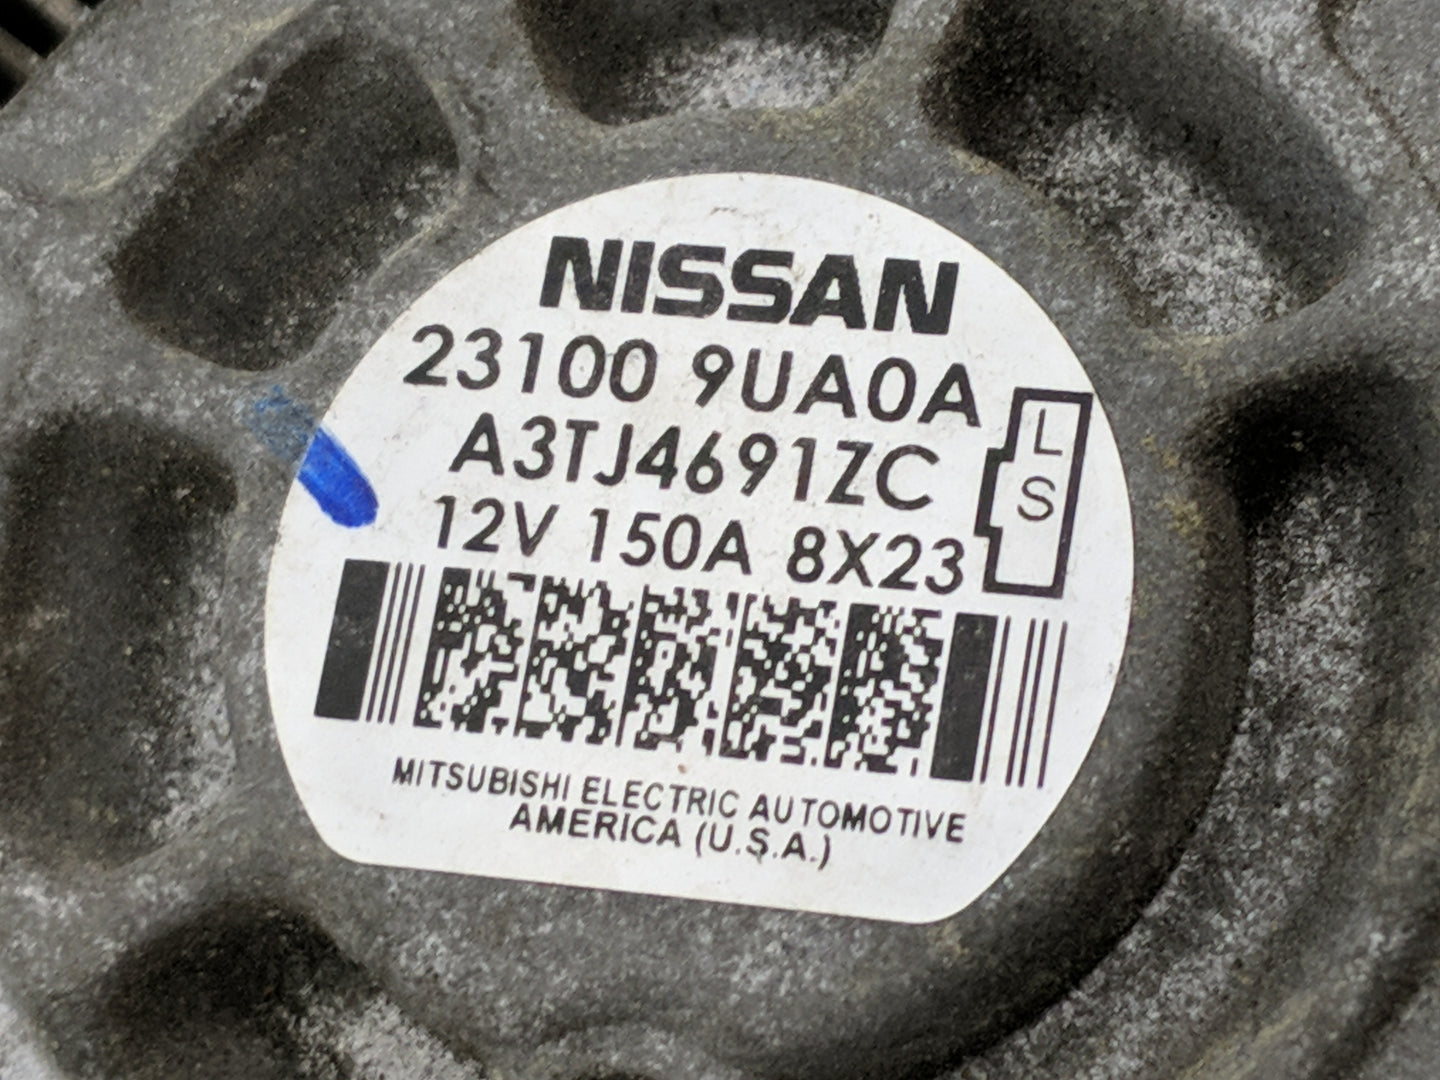 NISSAN
23100 9UA0A
A3TJ4691ZC
L
S
12V 150A 8X23
MITSUBISHI ELECTRIC AUTOMOTIVE
AMERICA (U.S.A.)